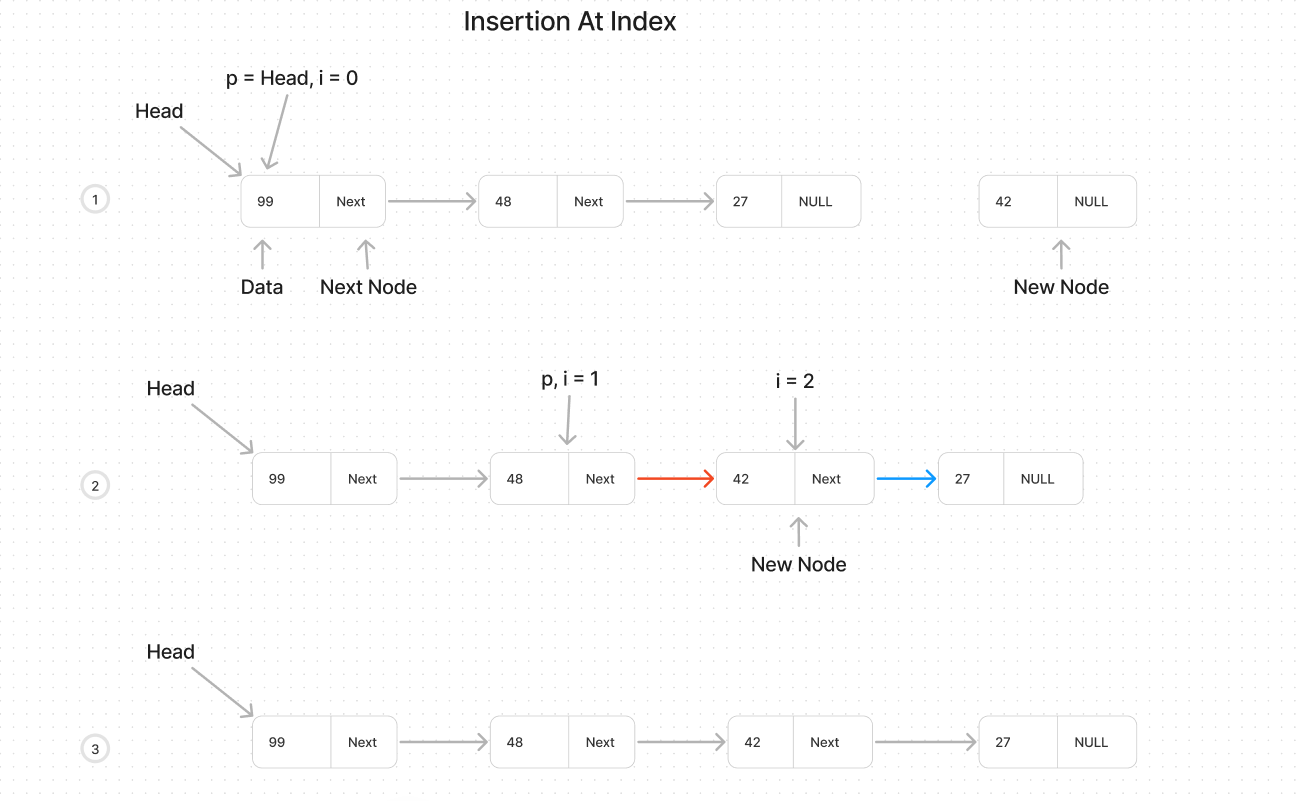 Insertion At Index
p = Head, i = 0
Head
1
99 Next 48 Next 27 NULL 42 NULL
Data Next Node New Node
p, i = 1 i = 2
Head
2
99 Next 48 Next 42 Next 27 NULL
New Node
Head
3
99 Next 48 Next 42 Next 27 NULL